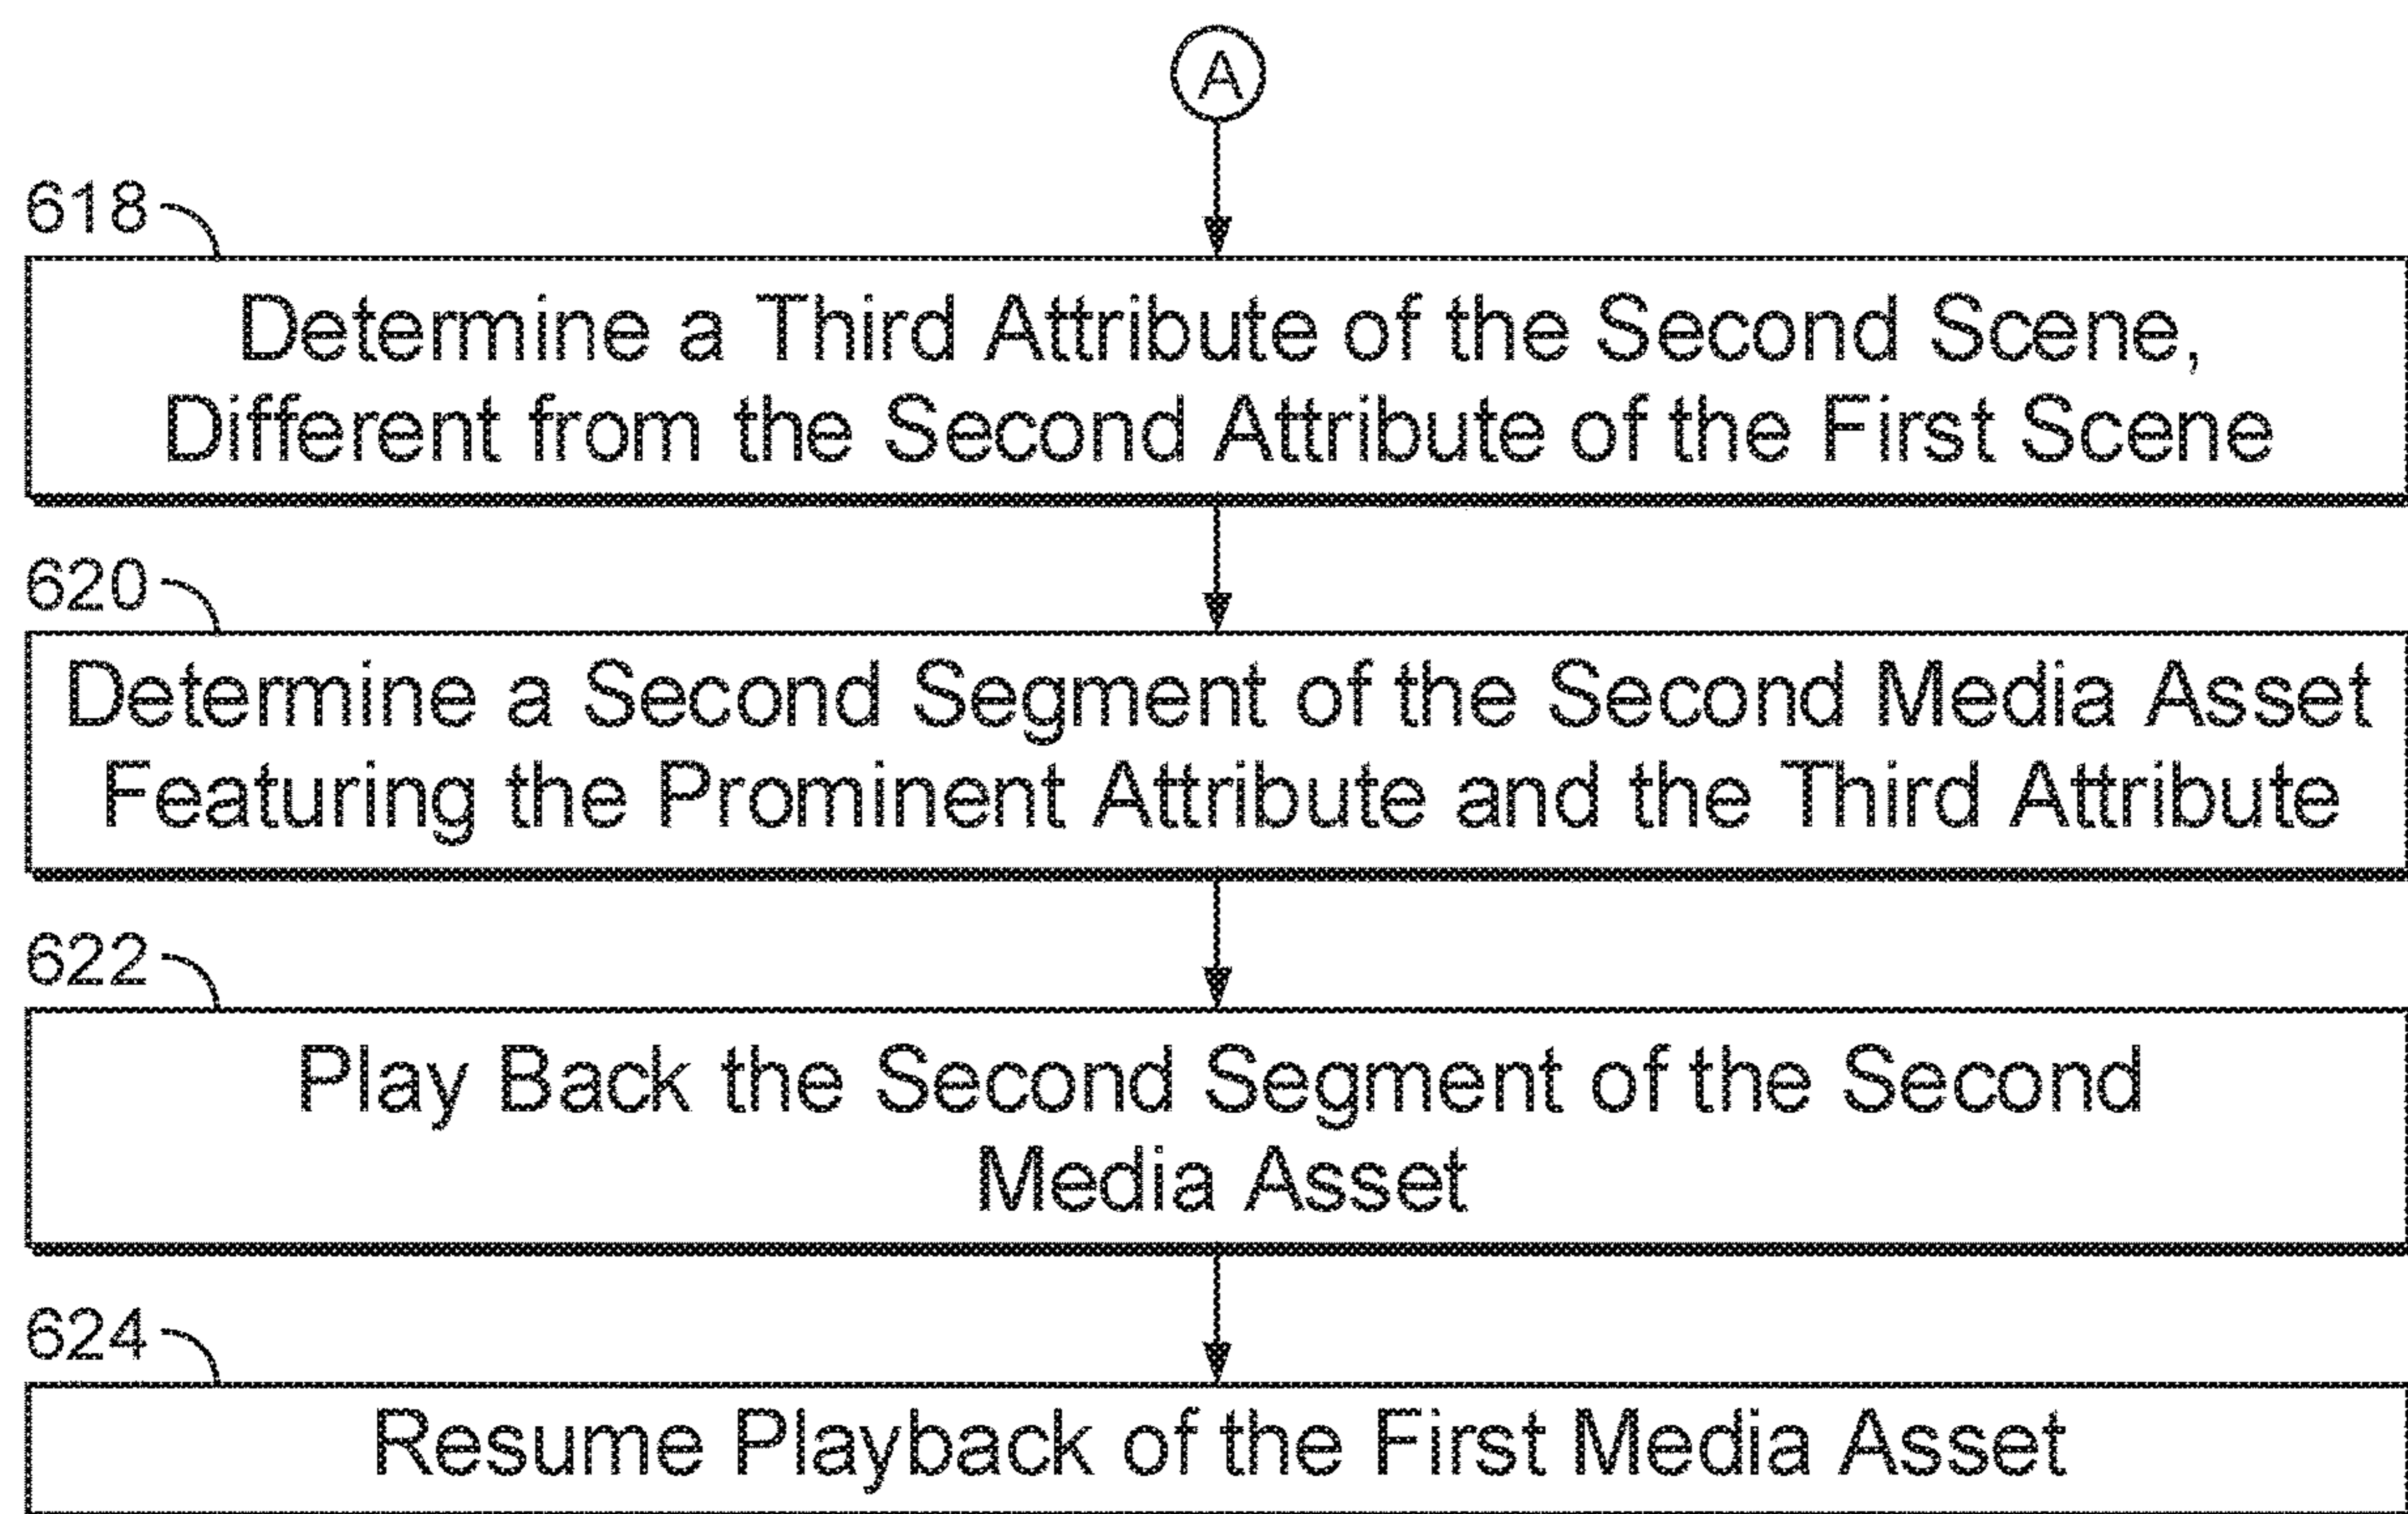 A
618
Determine a Third Attribute of the Second Scene,
Different from the Second Attribute of the First Scene
620
Determine a Second Segment of the Second Media Asset
Featuring the Prominent Attribute and the Third Attribute
622
Play Back the Second Segment of the Second
Media Asset
624
Resume Playback of the First Media Asset